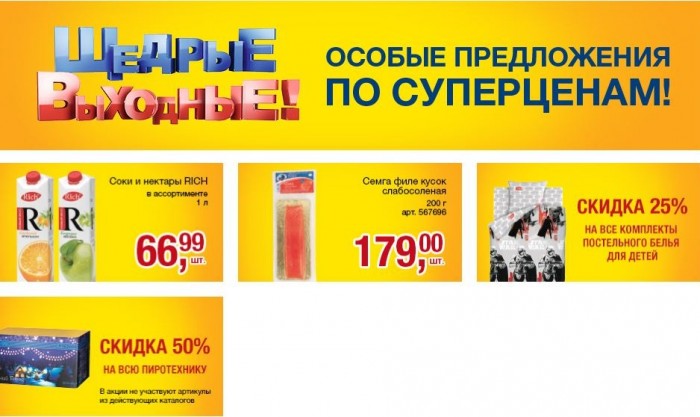 ЩЕДРЫЕ
ВЫХОДНЫЕ!
ОСОБЫЕ ПРЕДЛОЖЕНИЯ
ПО СУПЕРЦЕНАМ!
Соки и нектары RICH
в ассортименте
1 л
66,99
шт.
Rich
R
Rich
R
Семга филе кусок
слабосоленая
200 г
арт. 567696
179,00
шт.
СКИДКА 25%
НА ВСЕ КОМПЛЕКТЫ
ПОСТЕЛЬНОГО БЕЛЬЯ
ДЛЯ ДЕТЕЙ
СКИДКА 50%
НА ВСЮ ПИРОТЕХНИКУ
В акции не участвуют артикулы
из действующих каталогов